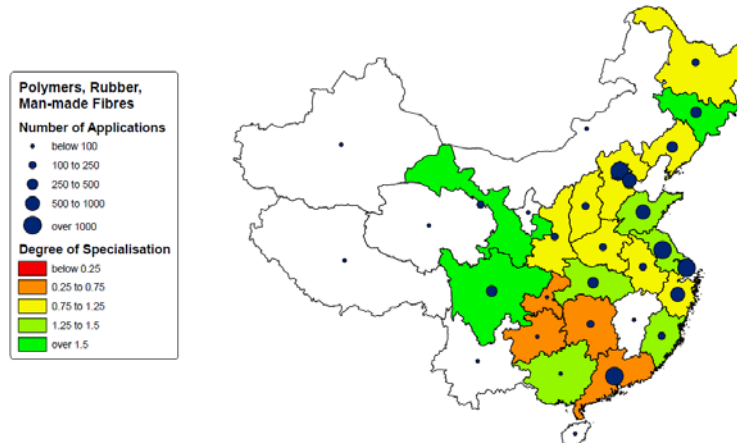 Polymers, Rubber,
Man-made Fibres
Number of Applications
below 100
100 to 250
250 to 500
500 to 1000
over 1000
Degree of Specialisation
below 0.25
0.25 to 0.75
0.75 to 1.25
1.25 to 1.5
over 1.5